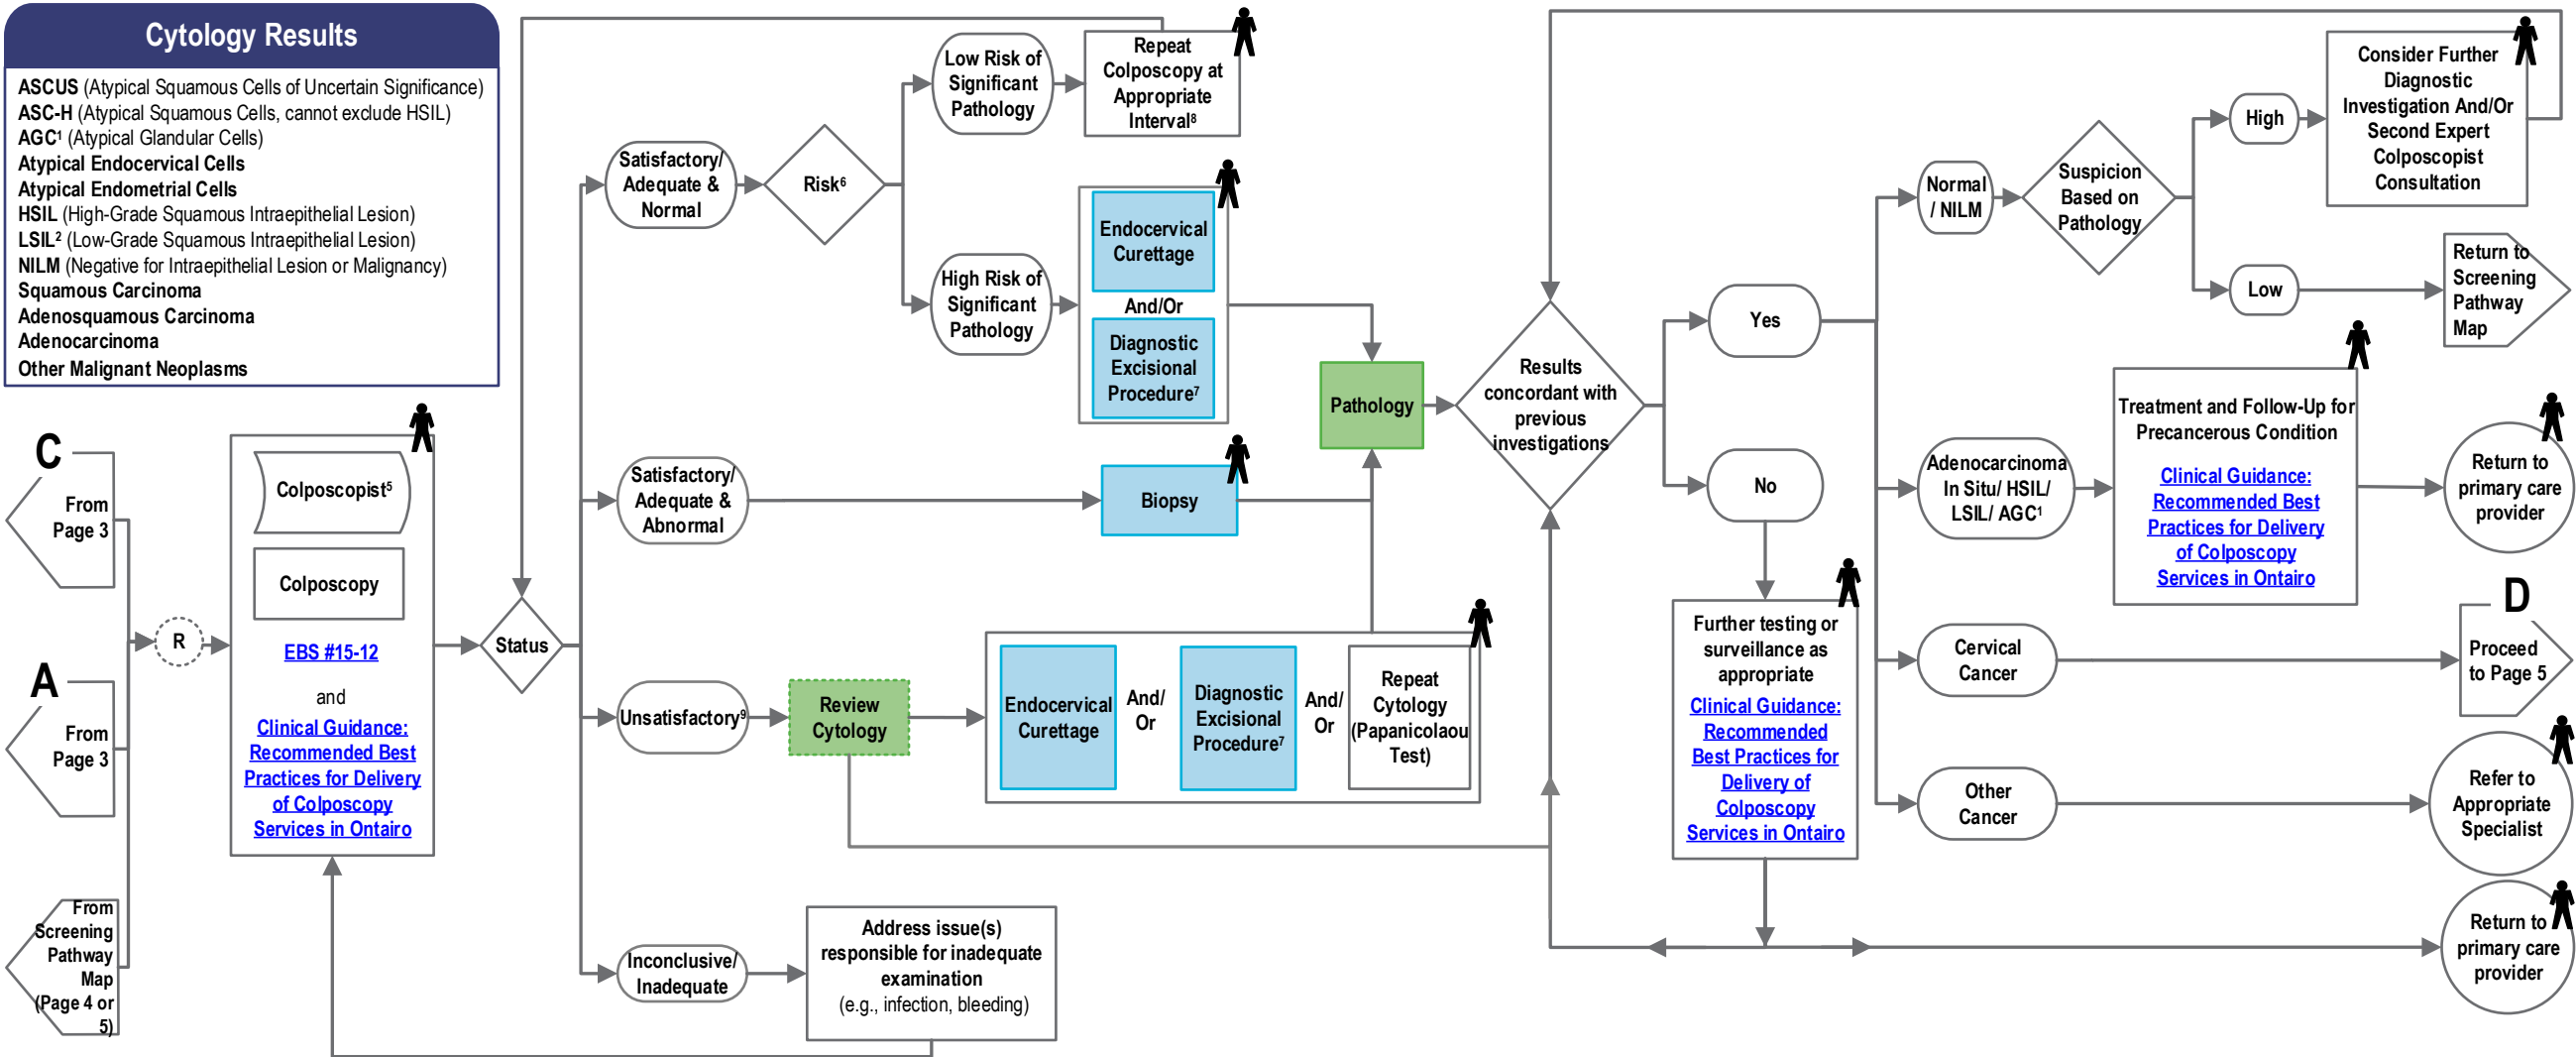 Cytology Results
ASCUS (Atypical Squamous Cells of Uncertain Significance)
ASC-H (Atypical Squamous Cells, cannot exclude HSIL)
AGC¹ (Atypical Glandular Cells)
Atypical Endocervical Cells
Atypical Endometrial Cells
HSIL (High-Grade Squamous Intraepithelial Lesion)
LSIL² (Low-Grade Squamous Intraepithelial Lesion)
NILM (Negative for Intraepithelial Lesion or Malignancy)
Squamous Carcinoma
Adenosquamous Carcinoma
Adenocarcinoma
Other Malignant Neoplasms
C
From
Page 3
A
From
Page 3
From
Screening
Pathway
Map
(Page 4 or
5)
R
Colposcopist⁵
Colposcopy
EBS #15-12
and
Clinical Guidance:
Recommended Best
Practices for Delivery
of Colposcopy
Services in Ontairo
Status
Satisfactory/
Adequate &
Normal
Risk⁶
Low Risk of
Significant
Pathology
Repeat
Colposcopy at
Appropriate
Interval⁸
High Risk of
Significant
Pathology
Endocervical
Curettage
And/Or
Diagnostic
Excisional
Procedure⁷
Satisfactory/
Adequate &
Abnormal
Biopsy
Pathology
Unsatisfactory⁹
Review
Cytology
Endocervical
Curettage
And/
Or
Diagnostic
Excisional
Procedure⁷
And/
Or
Repeat
Cytology
(Papanicolaou
Test)
Inconclusive/
Inadequate
Address issue(s)
responsible for inadequate
examination
(e.g., infection, bleeding)
Results
concordant with
previous
investigations
Yes
No
Further testing or
surveillance as
appropriate
Clinical Guidance:
Recommended
Best Practices for
Delivery of
Colposcopy
Services in Ontairo
Normal
/ NILM
Suspicion
Based on
Pathology
High
Consider Further
Diagnostic
Investigation And/Or
Second Expert
Colposcopist
Consultation
Low
Return to
Screening
Pathway
Map
Adenocarcinoma
In Situ/ HSIL/
LSIL/ AGC¹
Treatment and Follow-Up for
Precancerous Condition
Clinical Guidance:
Recommended Best
Practices for Delivery
of Colposcopy
Services in Ontairo
Return to
primary care
provider
Cervical
Cancer
D
Proceed
to Page 5
Other
Cancer
Refer to
Appropriate
Specialist
Return to
primary care
provider